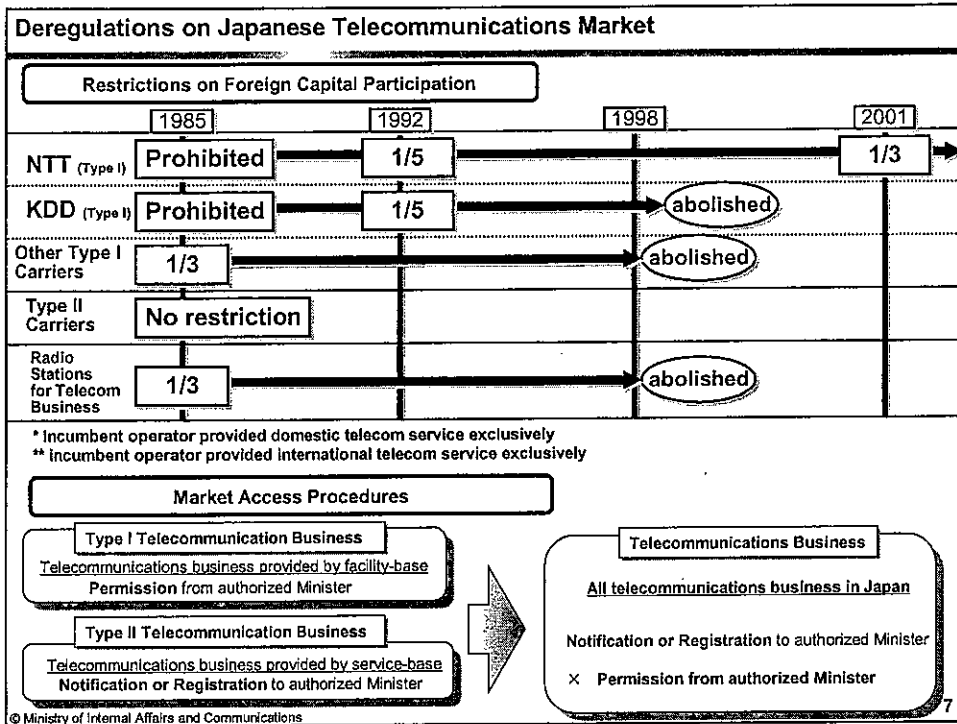 Deregulations on Japanese Telecommunications Market
Restrictions on Foreign Capital Participation
1985 1992 1998 2001
NTT (Type I) Prohibited 1/5 1/3
KDD (Type I) Prohibited 1/5 abolished
Other Type I
Carriers
1/3 abolished
Type II
Carriers
No restriction
Radio
Stations
for Telecom
Business
1/3 abolished
* Incumbent operator provided domestic telecom service exclusively
** Incumbent operator provided international telecom service exclusively
Market Access Procedures
Type I Telecommunication Business
Telecommunications business provided by facility-base
Permission from authorized Minister
Type II Telecommunication Business
Telecommunications business provided by service-base
Notification or Registration to authorized Minister
Telecommunications Business
All telecommunications business in Japan
Notification or Registration to authorized Minister
× Permission from authorized Minister
© Ministry of Internal Affairs and Communications
7